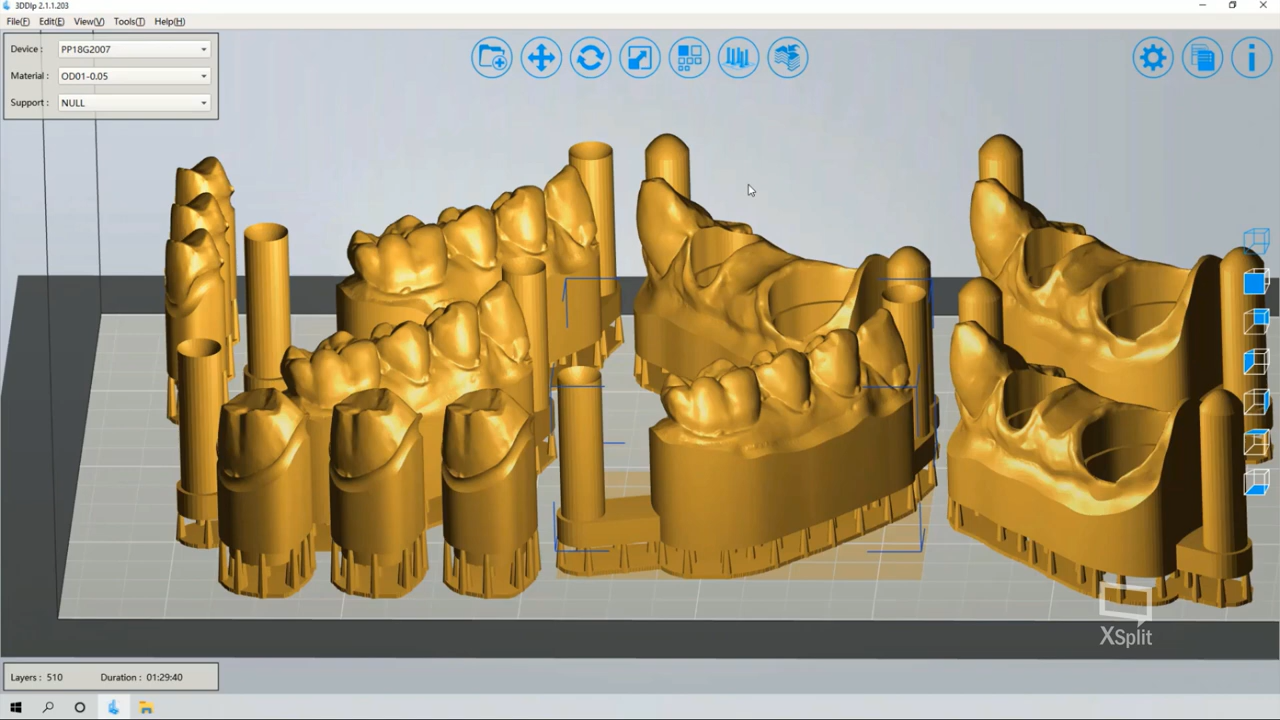 3DDlp 2.1.1.203
File(F) Edit(E) View(V) Tools(T) Help(H)
Device : PP18G2007
Material : OD01-0.05
Support : NULL
XSplit
Layers : 510 Duration : 01:29:40